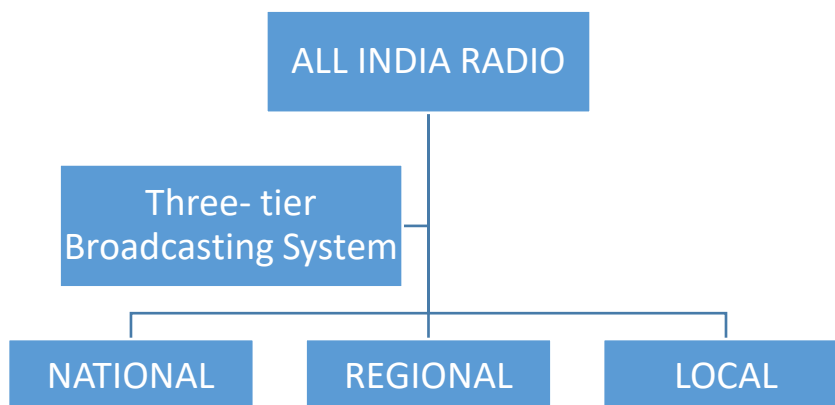 ALL INDIA RADIO
Three- tier
Broadcasting System
NATIONAL
REGIONAL
LOCAL